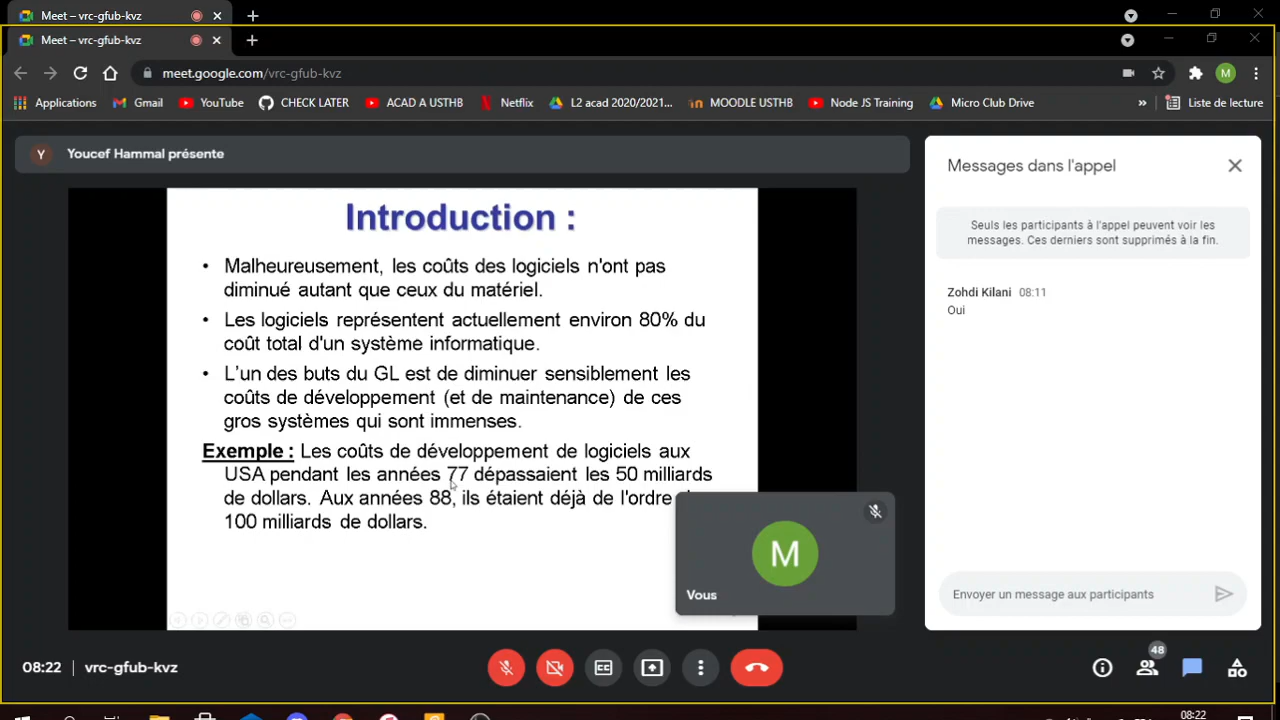 Meet – vrc-gfub-kvz
Meet – vrc-gfub-kvz
meet.google.com/vrc-gfub-kvz
M
Applications
Gmail
YouTube
CHECK LATER
ACAD A USTHB
Netflix
L2 acad 2020/2021...
MOODLE USTHB
Node JS Training
Micro Club Drive
»
Liste de lecture
Y
Youcef Hammal présente
Introduction :
• Malheureusement, les coûts des logiciels n'ont pas
diminué autant que ceux du matériel.
• Les logiciels représentent actuellement environ 80% du
coût total d'un système informatique.
• L'un des buts du GL est de diminuer sensiblement les
coûts de développement (et de maintenance) de ces
gros systèmes qui sont immenses.
Exemple : Les coûts de développement de logiciels aux
USA pendant les années 77 dépassaient les 50 milliards
de dollars. Aux années 88, ils étaient déjà de l'ordre
100 milliards de dollars.
M
Vous
Messages dans l'appel
Seuls les participants à l'appel peuvent voir les
messages. Ces derniers sont supprimés à la fin.
Zohdi Kilani 08:11
Oui
Envoyer un message aux participants
08:22 | vrc-gfub-kvz
48
08:22